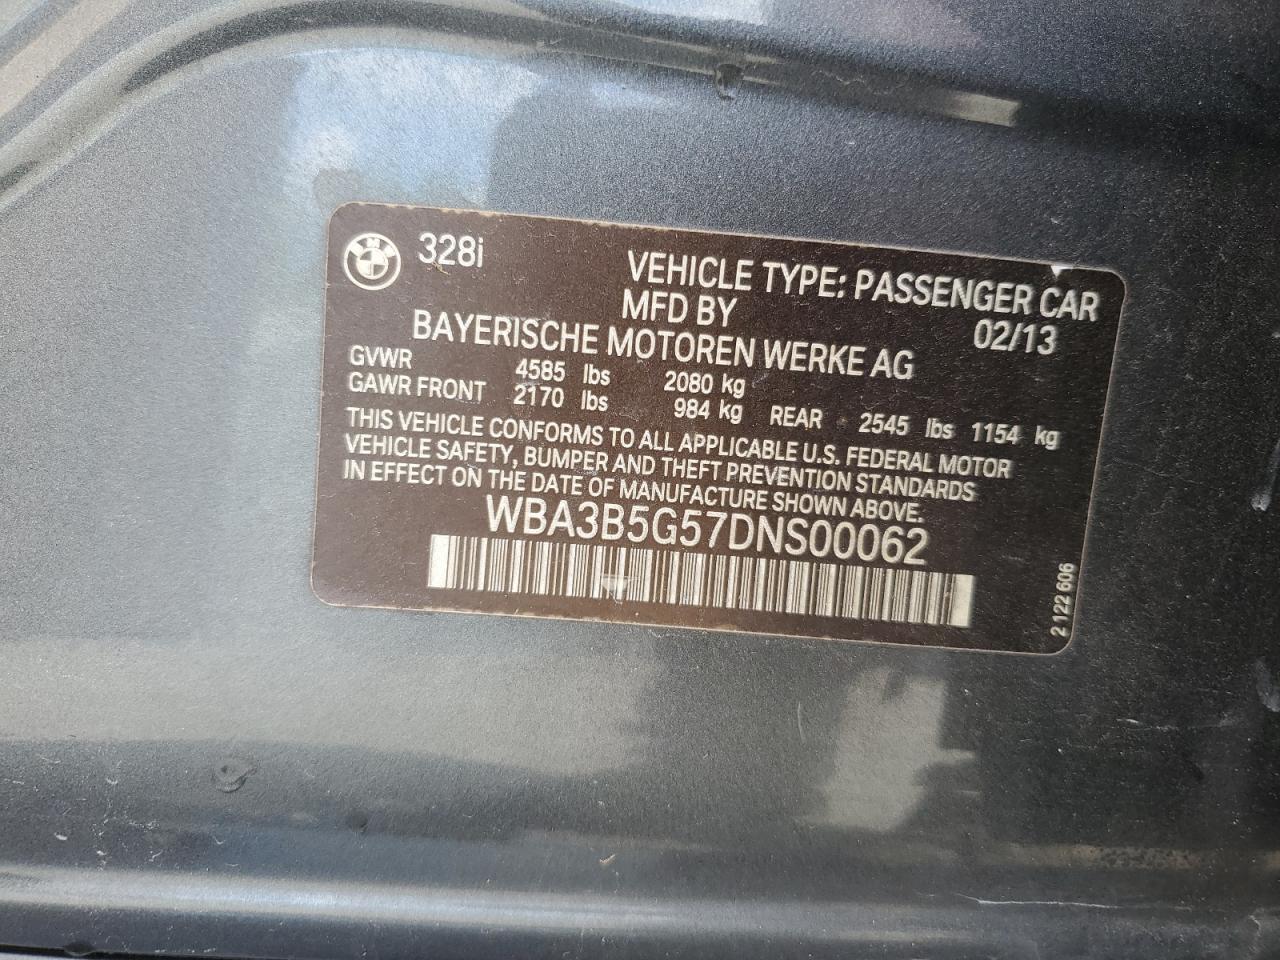 BMW 328i
VEHICLE TYPE: PASSENGER CAR
MFD BY 02/13
BAYERISCHE MOTOREN WERKE AG
GVWR 4585 lbs 2080 kg
GAWR FRONT 2170 lbs 984 kg REAR 2545 lbs 1154 kg
THIS VEHICLE CONFORMS TO ALL APPLICABLE U.S. FEDERAL MOTOR
VEHICLE SAFETY, BUMPER AND THEFT PREVENTION STANDARDS
IN EFFECT ON THE DATE OF MANUFACTURE SHOWN ABOVE.
WBA3B5G57DNS00062
2 122 606